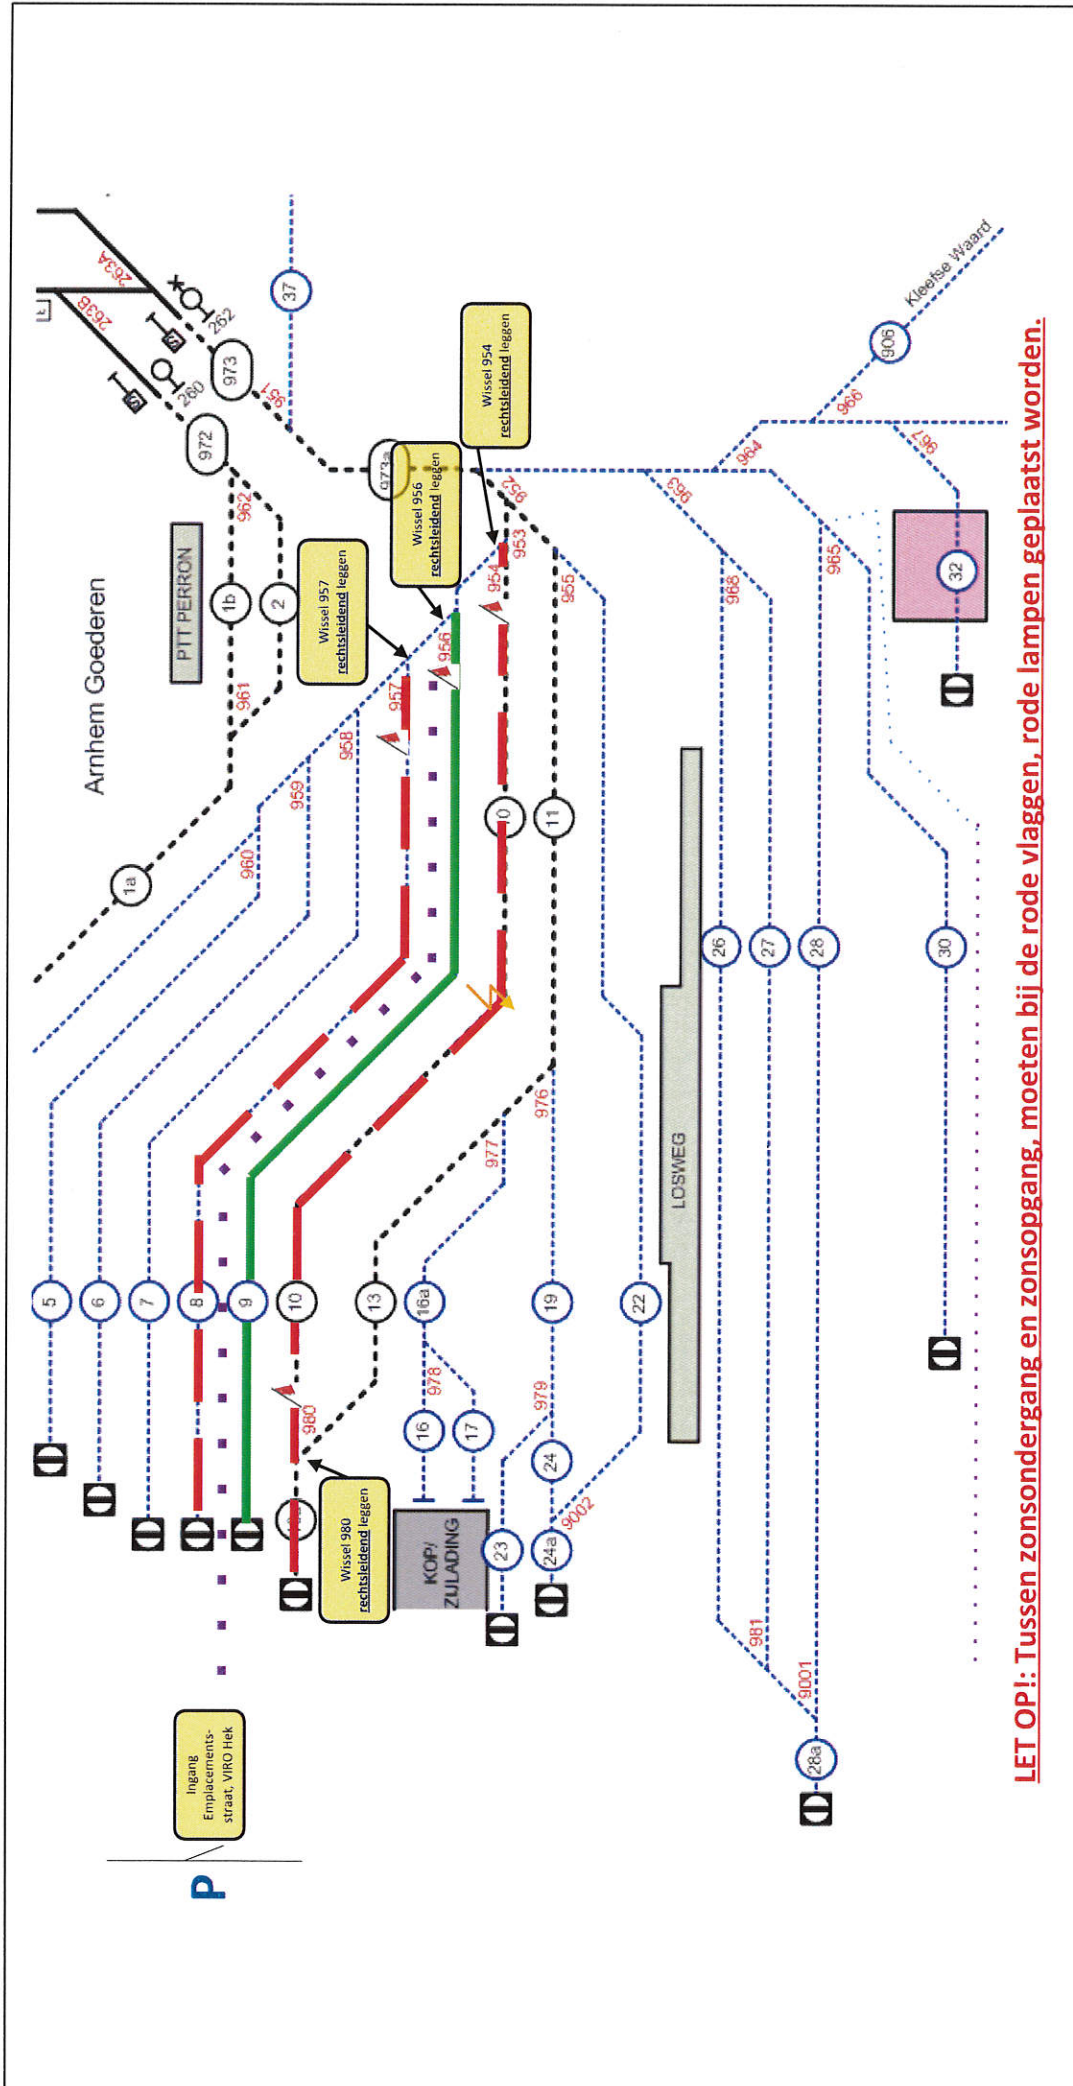 Arnhem Goederen
PTT PERRON
263A
263B
262
260
973
972
951
37
962
961
1b
2
1a
973a
Wissel 957
rechtsleidend leggen
Wissel 956
rechtsleidend leggen
Wissel 954
rechtsleidend leggen
952
953
954
955
956
957
958
959
960
963
964
965
966
967
968
906
Kleefse Waard
32
11
26
27
28
30
LOSWEG
976
977
5
6
7
8
9
10
13
16a
19
22
978
979
980
16
17
24
23
24a
9002
KOP/
ZIJLADING
Wissel 980
rechtsleidend leggen
981
9001
28a
Ingang
Emplacements-
straat, VIRO Hek
P
LET OP!: Tussen zonsondergang en zonsopgang, moeten bij de rode vlaggen, rode lampen geplaatst worden.